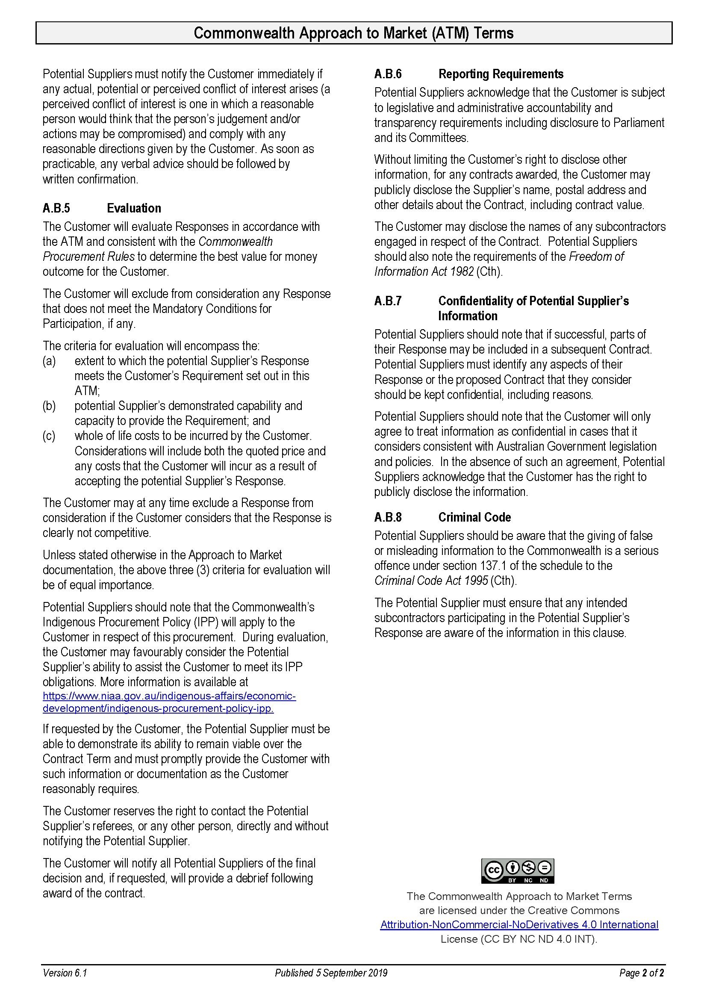 Commonwealth Approach to Market (ATM) Terms
Potential Suppliers must notify the Customer immediately if
any actual, potential or perceived conflict of interest arises (a
perceived conflict of interest is one in which a reasonable
person would think that the person’s judgement and/or
actions may be compromised) and comply with any
reasonable directions given by the Customer. As soon as
practicable, any verbal advice should be followed by
written confirmation.
A.B.5 Evaluation
The Customer will evaluate Responses in accordance with
the ATM and consistent with the Commonwealth
Procurement Rules to determine the best value for money
outcome for the Customer.
The Customer will exclude from consideration any Response
that does not meet the Mandatory Conditions for
Participation, if any.
The criteria for evaluation will encompass the:
(a) extent to which the potential Supplier’s Response
meets the Customer’s Requirement set out in this
ATM;
(b) potential Supplier’s demonstrated capability and
capacity to provide the Requirement; and
(c) whole of life costs to be incurred by the Customer.
Considerations will include both the quoted price and
any costs that the Customer will incur as a result of
accepting the potential Supplier’s Response.
The Customer may at any time exclude a Response from
consideration if the Customer considers that the Response is
clearly not competitive.
Unless stated otherwise in the Approach to Market
documentation, the above three (3) criteria for evaluation will
be of equal importance.
Potential Suppliers should note that the Commonwealth’s
Indigenous Procurement Policy (IPP) will apply to the
Customer in respect of this procurement.  During evaluation,
the Customer may favourably consider the Potential
Supplier’s ability to assist the Customer to meet its IPP
obligations. More information is available at
https://www.niaa.gov.au/indigenous-affairs/economic-
development/indigenous-procurement-policy-ipp.
If requested by the Customer, the Potential Supplier must be
able to demonstrate its ability to remain viable over the
Contract Term and must promptly provide the Customer with
such information or documentation as the Customer
reasonably requires.
The Customer reserves the right to contact the Potential
Supplier’s referees, or any other person, directly and without
notifying the Potential Supplier.
The Customer will notify all Potential Suppliers of the final
decision and, if requested, will provide a debrief following
award of the contract.
A.B.6 Reporting Requirements
Potential Suppliers acknowledge that the Customer is subject
to legislative and administrative accountability and
transparency requirements including disclosure to Parliament
and its Committees.
Without limiting the Customer’s right to disclose other
information, for any contracts awarded, the Customer may
publicly disclose the Supplier’s name, postal address and
other details about the Contract, including contract value.
The Customer may disclose the names of any subcontractors
engaged in respect of the Contract.  Potential Suppliers
should also note the requirements of the Freedom of
Information Act 1982 (Cth).
A.B.7 Confidentiality of Potential Supplier’s
Information
Potential Suppliers should note that if successful, parts of
their Response may be included in a subsequent Contract.
Potential Suppliers must identify any aspects of their
Response or the proposed Contract that they consider
should be kept confidential, including reasons.
Potential Suppliers should note that the Customer will only
agree to treat information as confidential in cases that it
considers consistent with Australian Government legislation
and policies.  In the absence of such an agreement, Potential
Suppliers acknowledge that the Customer has the right to
publicly disclose the information.
A.B.8 Criminal Code
Potential Suppliers should be aware that the giving of false
or misleading information to the Commonwealth is a serious
offence under section 137.1 of the schedule to the
Criminal Code Act 1995 (Cth).
The Potential Supplier must ensure that any intended
subcontractors participating in the Potential Supplier’s
Response are aware of the information in this clause.
cc
BY NC ND
The Commonwealth Approach to Market Terms
are licensed under the Creative Commons
Attribution-NonCommercial-NoDerivatives 4.0 International
License (CC BY NC ND 4.0 INT).
Version 6.1 Published 5 September 2019 Page 2 of 2